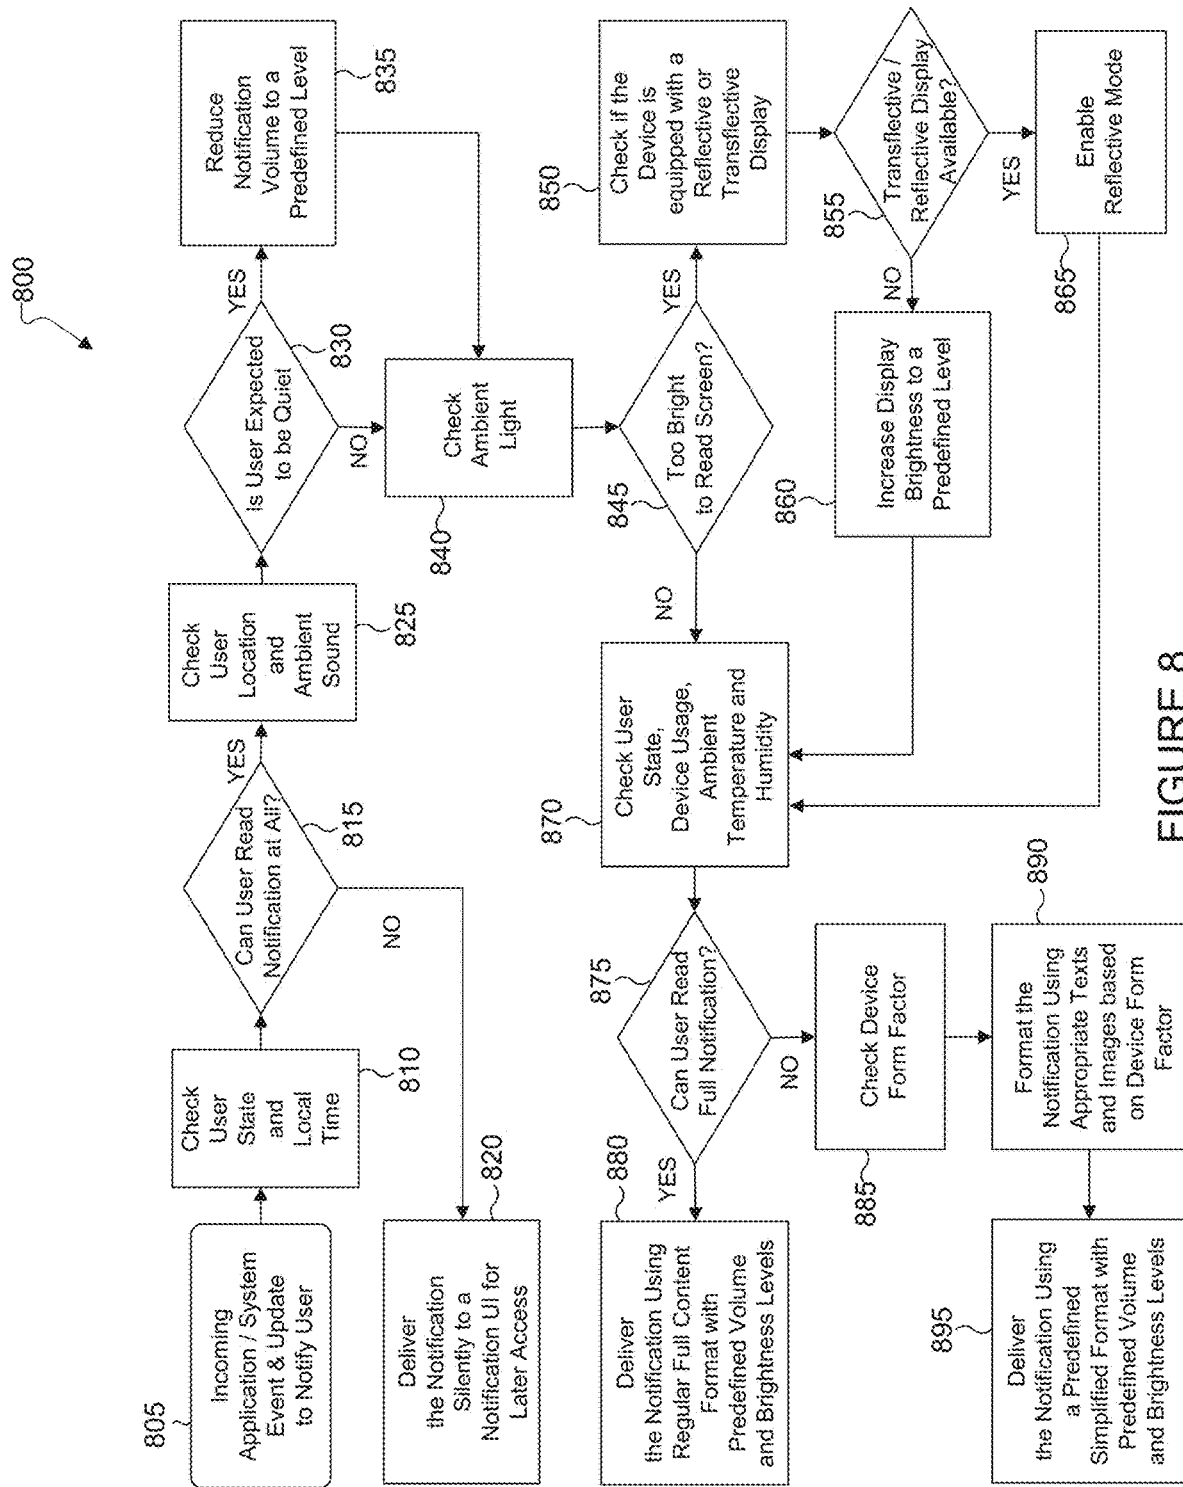 800
805
Incoming
Application / System
Event & Update
to Notify User
Check
User
State
and
Local
Time
810
Can User Read
Notification at All?
815
YES
NO
Deliver
the Notification
Silently to a
Notification UI for
Later Access
820
Check
User
Location
and
Ambient
Sound
825
Is User Expected
to be Quiet
830
YES
NO
Reduce
Notification
Volume to a
Predefined Level
835
Check
Ambient
Light
840
Too Bright
to Read Screen?
845
YES
NO
Check if the
Device is
equipped with a
Reflective or
Transflective
Display
850
Transflective /
Reflective Display
Available?
855
NO
YES
Increase Display
Brightness to a
Predefined Level
860
Enable
Reflective Mode
865
Check User
State,
Device Usage,
Ambient
Temperature and
Humidity
870
Can User Read
Full Notification?
875
YES
NO
Deliver
the Notification Using
Regular Full Content
Format with
Predefined Volume
and Brightness Levels
880
Check Device
Form Factor
885
Format the
Notification Using
Appropriate Texts
and Images based
on Device Form
Factor
890
Deliver
the Notification Using
a Predefined
Simplified Format with
Predefined Volume
and Brightness Levels
895
FIGURE 8